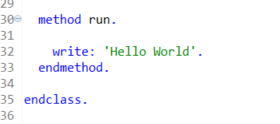 29
30 method run.
31
32 write: 'Hello World'.
33 endmethod.
34
35 endclass.
36